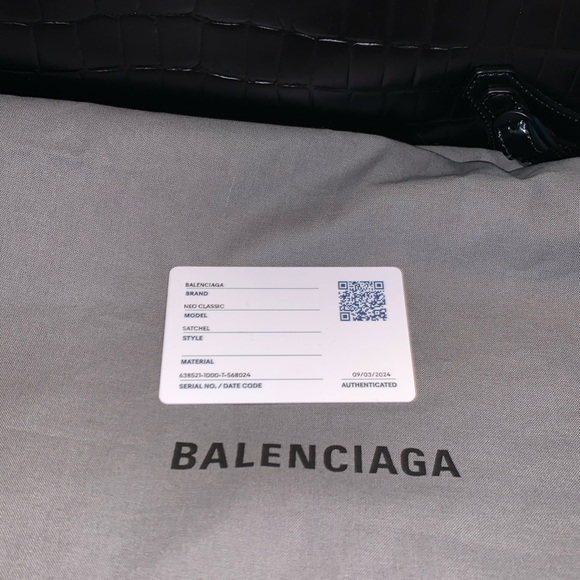 BALENCIAGA
BRAND
NEO CLASSIC
MODEL
SATCHEL
STYLE
MATERIAL
638521-1000-T-568024
SERIAL NO. / DATE CODE
09/03/2024
AUTHENTICATED
BALENCIAGA